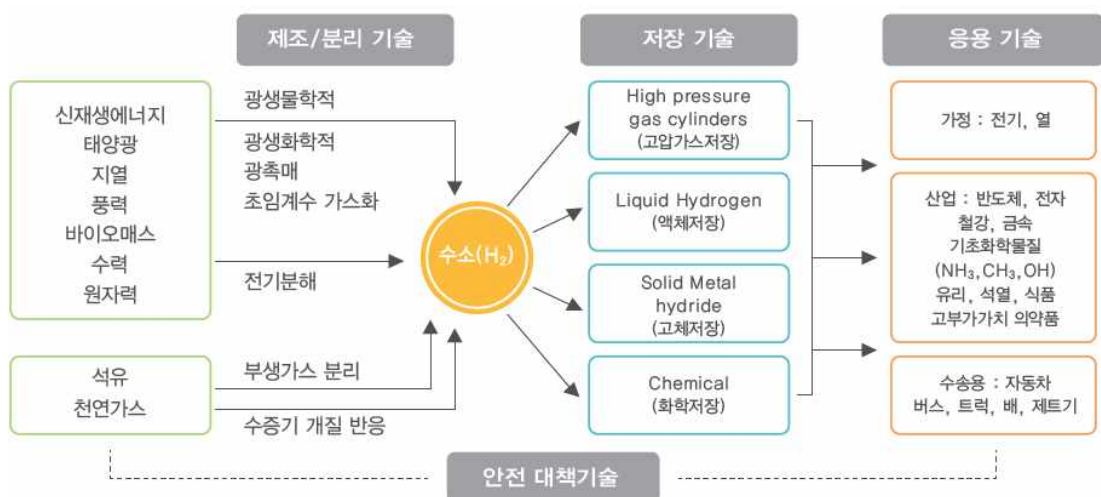 제조/분리 기술
저장 기술
응용 기술
신재생에너지
태양광
지열
풍력
바이오매스
수력
원자력
석유
천연가스
광생물학적
광생화학적
광촉매
초임계수 가스화
전기분해
부생가스 분리
수증기 개질 반응
수소(H₂)
High pressure
gas cylinders
(고압가스저장)
Liquid Hydrogen
(액체저장)
Solid Metal
hydride
(고체저장)
Chemical
(화학저장)
가정 : 전기, 열
산업 : 반도체, 전자
철강, 금속
기초화학물질
(NH₃,CH₃,OH)
유리, 석열, 식품
고부가가치 의약품
수송용 : 자동차
버스, 트럭, 배, 제트기
안전 대책기술